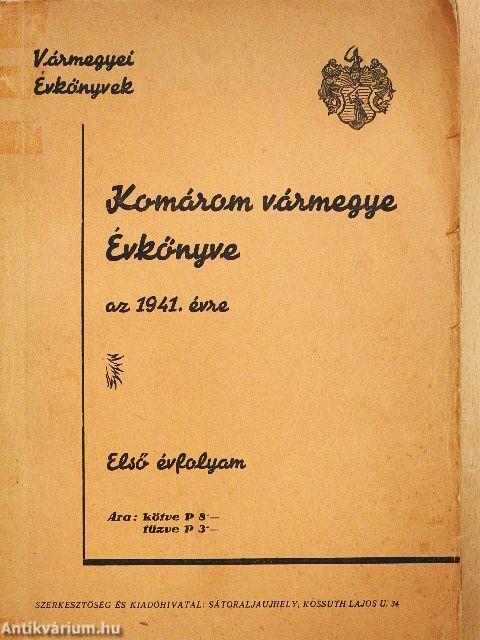 Vármegyei
Évkönyvek
Komárom vármegye
Évkönyve
az 1941. évre
Első évfolyam
Ára: kötve P 8·—
fűzve P 3·—
SZERKESZTŐSÉG ÉS KIADÓHIVATAL: SÁTORALJAUJHELY, KOSSUTH LAJOS U. 34
Antikvárium.hu